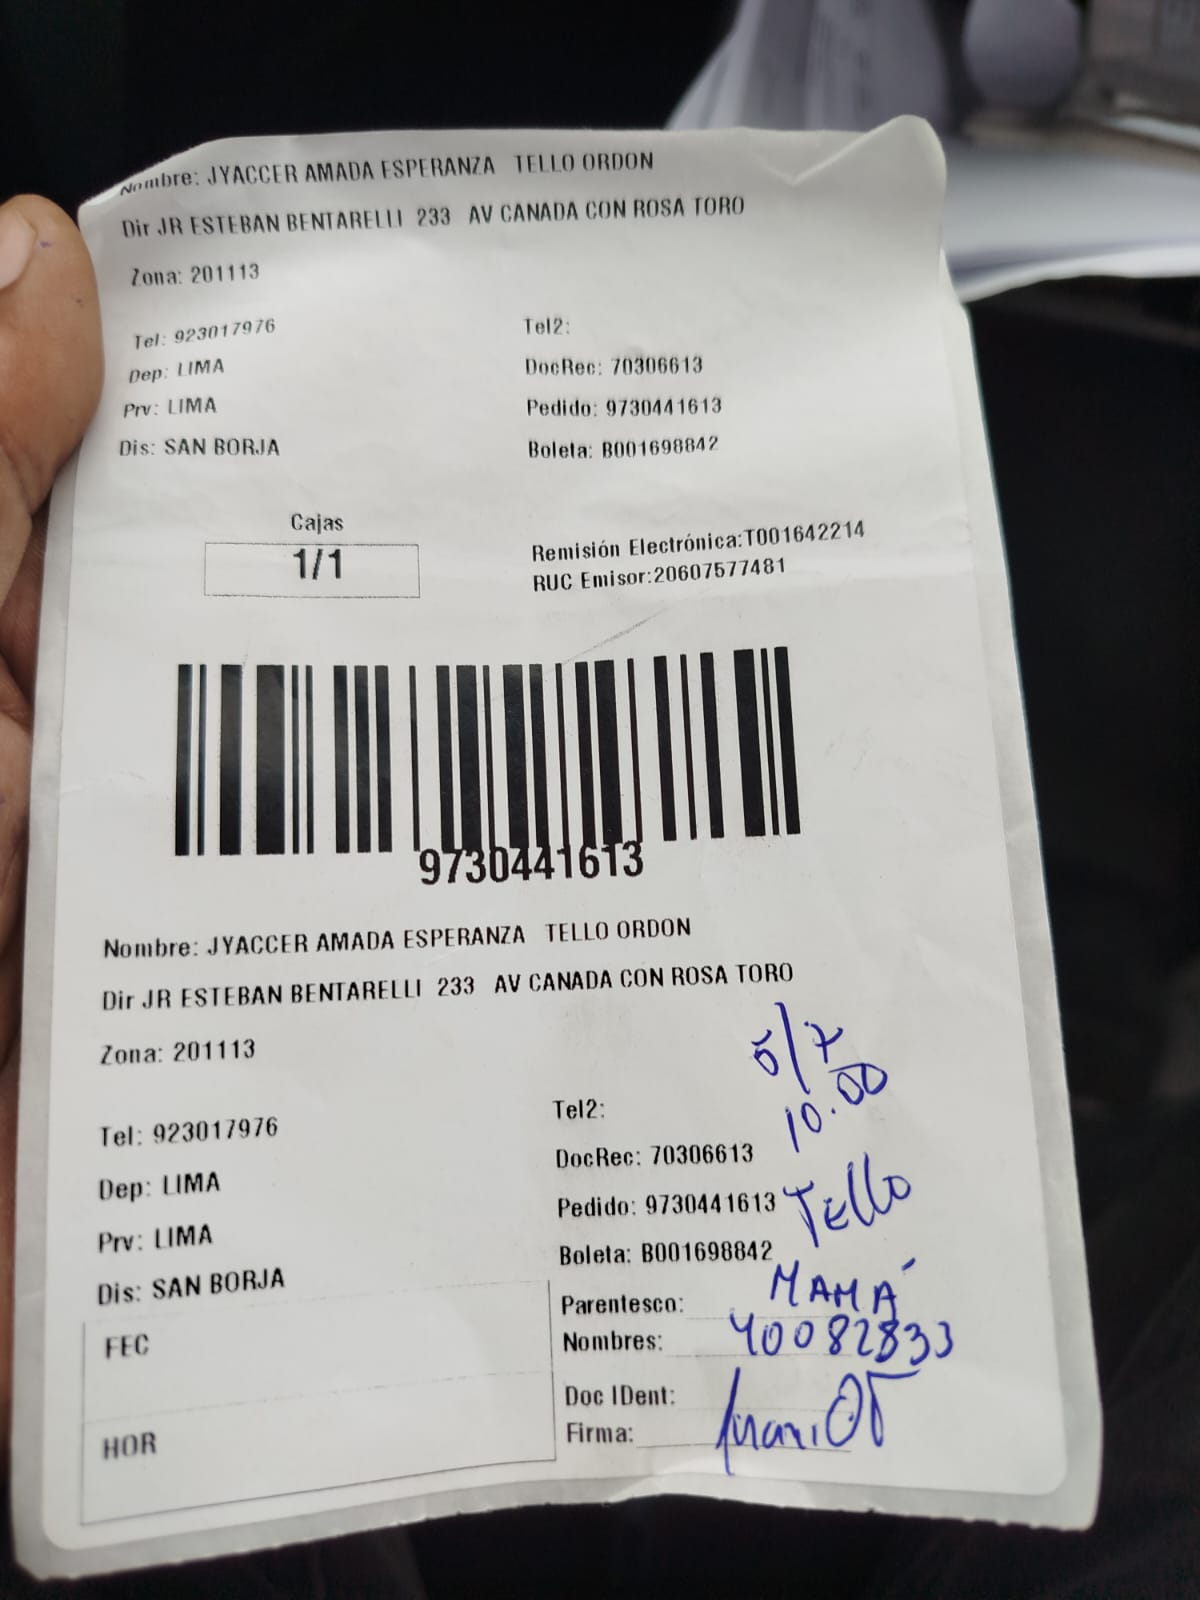 Nombre: JYACCER AMADA ESPERANZA TELLO ORDON
Dir JR ESTEBAN BENTARELLI 233 AV CANADA CON ROSA TORO
Zona: 201113
Tel: 923017976 Tel2:
Dep: LIMA DocRec: 70306613
Prv: LIMA Pedido: 9730441613
Dis: SAN BORJA Boleta: B001698842
Cajas
1/1
Remisión Electrónica:T001642214
RUC Emisor:20607577481
9730441613
Nombre: JYACCER AMADA ESPERANZA TELLO ORDON
Dir JR ESTEBAN BENTARELLI 233 AV CANADA CON ROSA TORO
Zona: 201113
5/7
10.00
Tel: 923017976 Tel2:
Dep: LIMA DocRec: 70306613
Prv: LIMA Pedido: 9730441613 Tello
Dis: SAN BORJA Boleta: B001698842
Parentesco: MAMÁ
FEC Nombres: 40082833
Doc IDent:
HOR Firma: